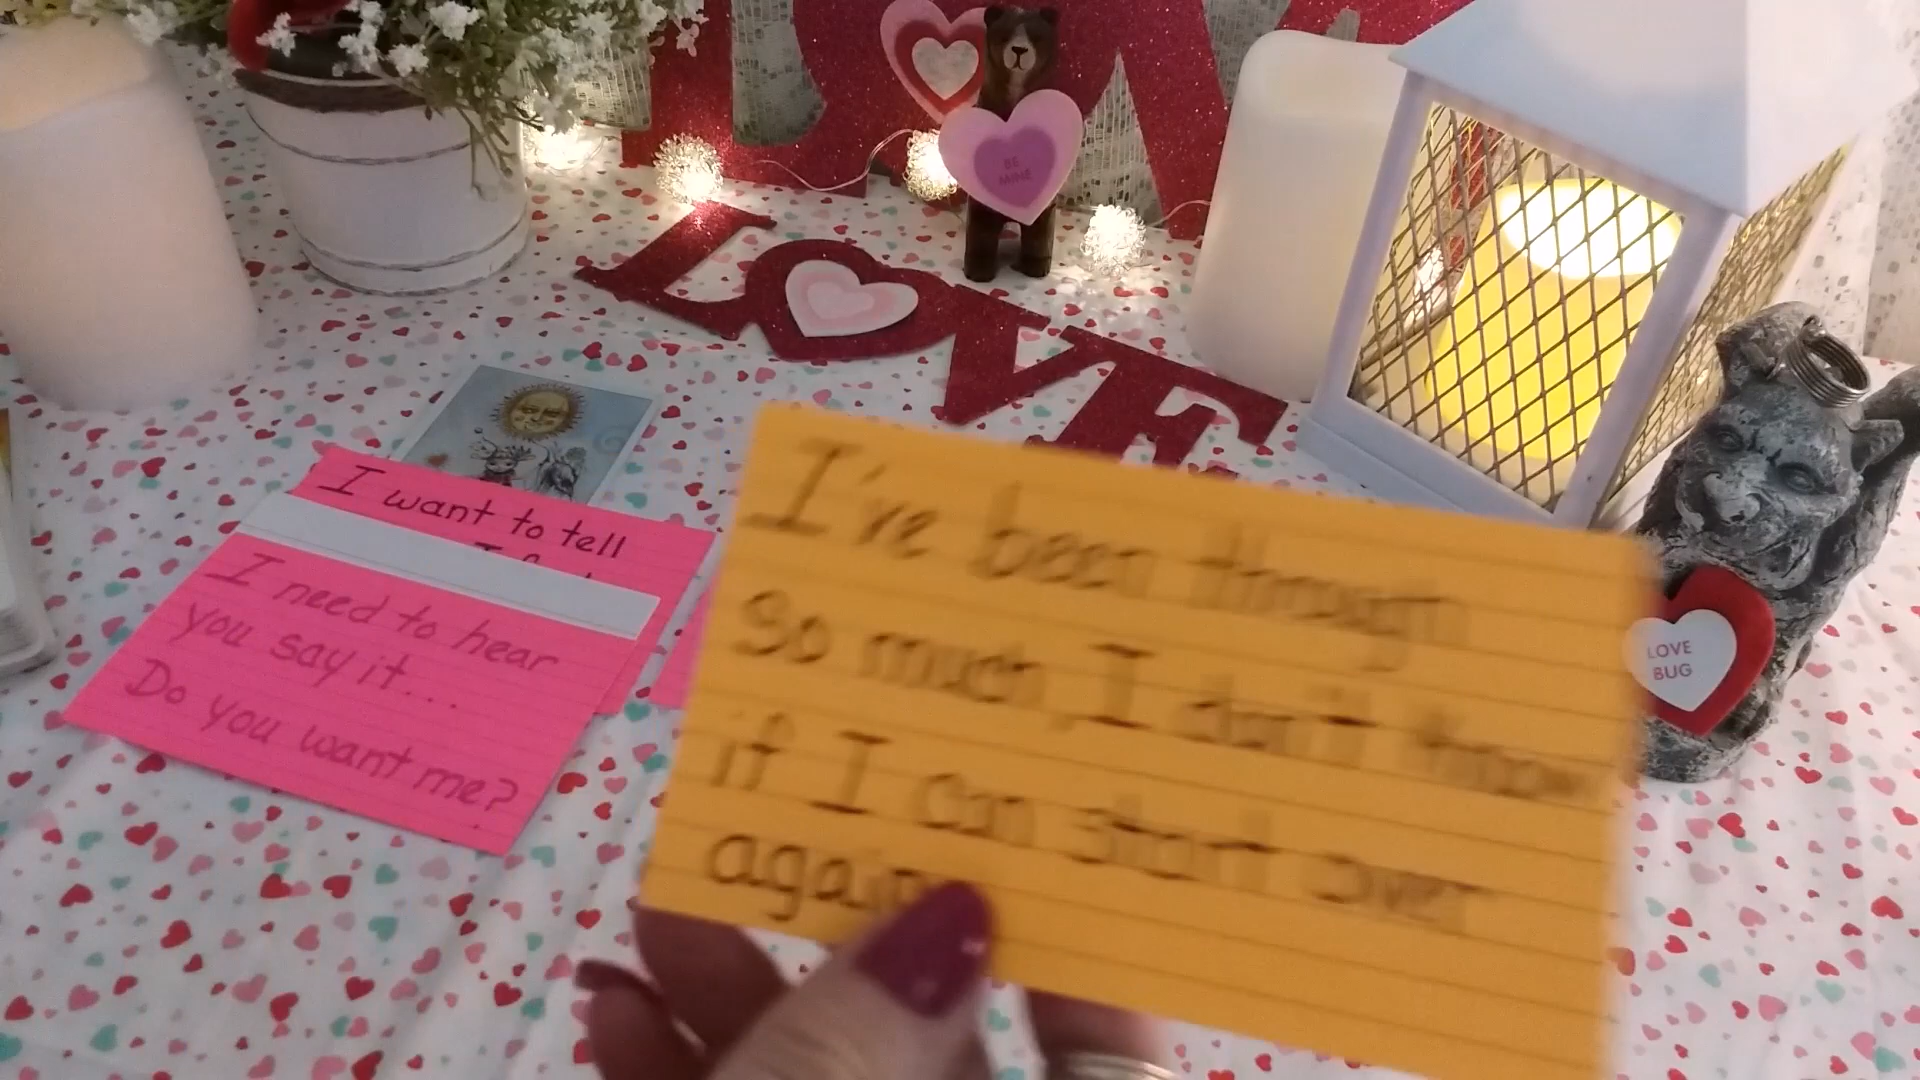 BE
MINE
LOVE
I want to tell
I need to hear
you say it...
Do you want me?
I've been through
So much, I don't know
if I can start over
again
LOVE
BUG